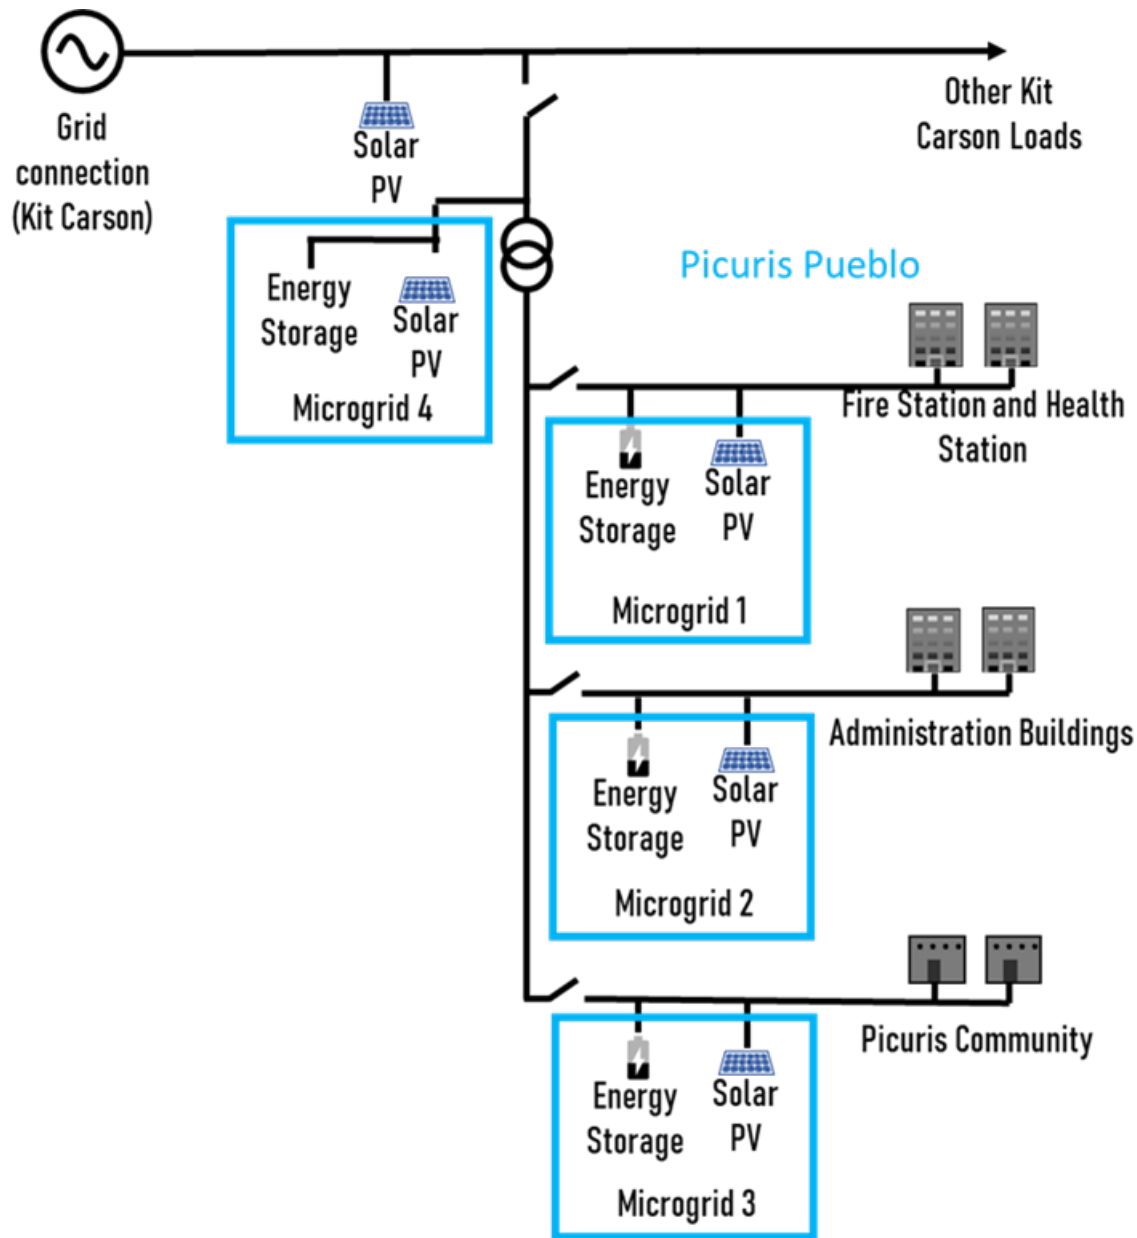 Grid
connection
(Kit Carson)
Solar
PV
Other Kit
Carson Loads
Energy
Storage
Solar
PV
Microgrid 4
Picuris Pueblo
Fire Station and Health
Station
Energy
Storage
Solar
PV
Microgrid 1
Administration Buildings
Energy
Storage
Solar
PV
Microgrid 2
Picuris Community
Energy
Storage
Solar
PV
Microgrid 3